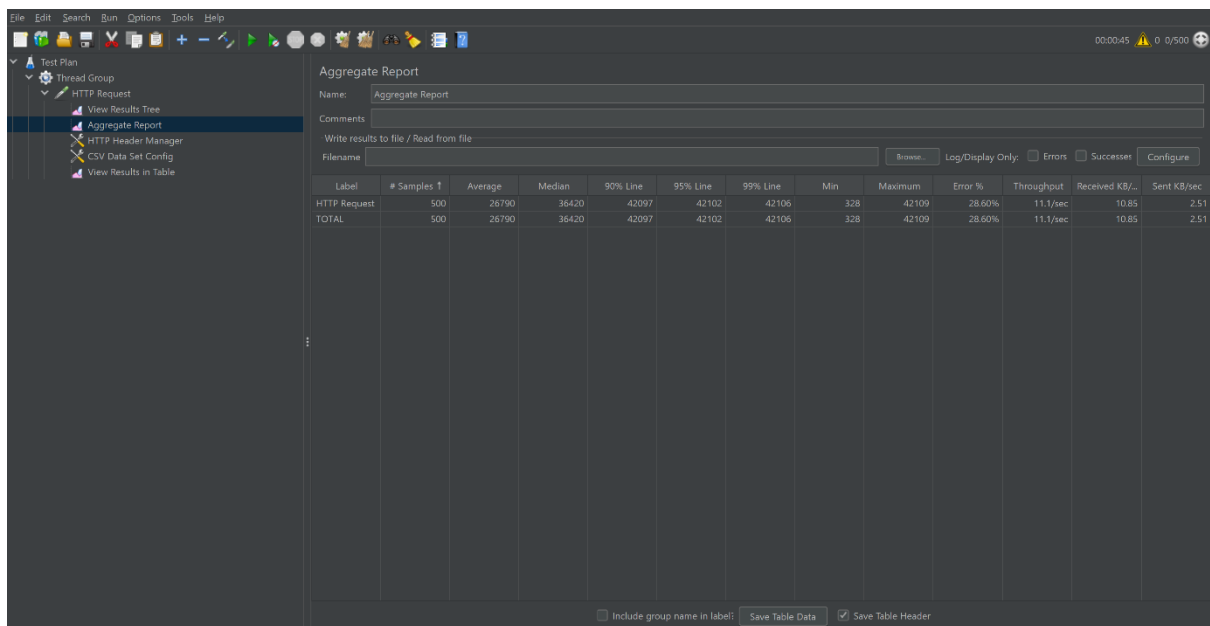 File Edit Search Run Options Tools Help
00:00:45 0 0/500
Test Plan
Thread Group
HTTP Request
View Results Tree
Aggregate Report
HTTP Header Manager
CSV Data Set Config
View Results in Table
Aggregate Report
Name: Aggregate Report
Comments
Write results to file / Read from file
Filename Browse... Log/Display Only: Errors Successes Configure
Label # Samples ↑ Average Median 90% Line 95% Line 99% Line Min Maximum Error % Throughput Received KB/... Sent KB/sec
HTTP Request 500 26790 36420 42097 42102 42106 328 42109 28.60% 11.1/sec 10.85 2.51
TOTAL 500 26790 36420 42097 42102 42106 328 42109 28.60% 11.1/sec 10.85 2.51
Include group name in label? Save Table Data Save Table Header